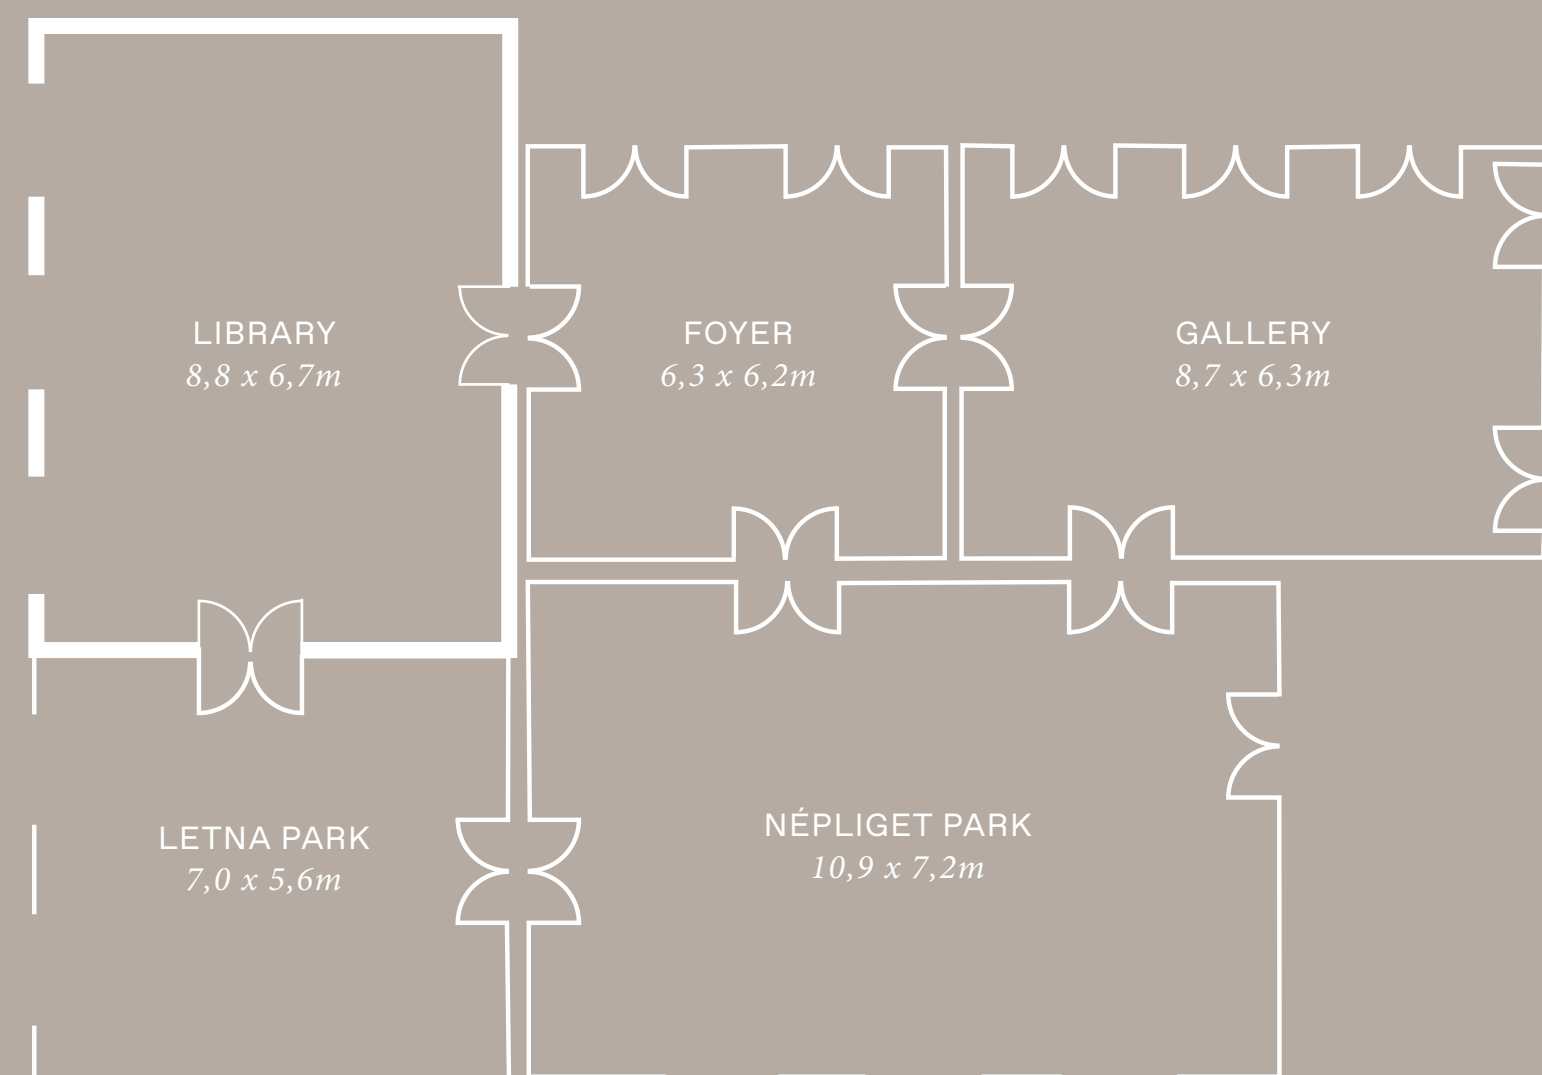 LIBRARY
8,8 x 6,7m
FOYER
6,3 x 6,2m
GALLERY
8,7 x 6,3m
LETNA PARK
7,0 x 5,6m
NÉPLIGET PARK
10,9 x 7,2m